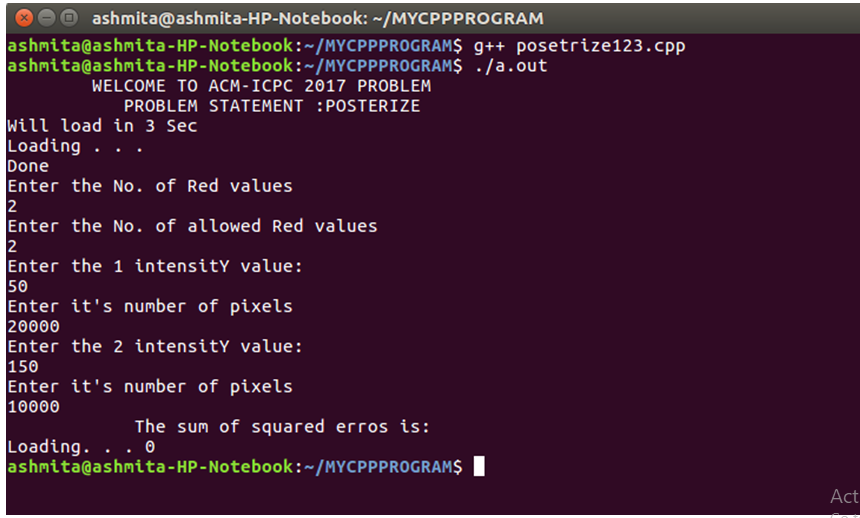 ashmita@ashmita-HP-Notebook: ~/MYCPPPROGRAM
ashmita@ashmita-HP-Notebook:~/MYCPPPROGRAM$ g++ posetrize123.cpp
ashmita@ashmita-HP-Notebook:~/MYCPPPROGRAM$ ./a.out
WELCOME TO ACM-ICPC 2017 PROBLEM
PROBLEM STATEMENT :POSTERIZE
Will load in 3 Sec
Loading . . .
Done
Enter the No. of Red values
2
Enter the No. of allowed Red values
2
Enter the 1 intensitY value:
50
Enter it's number of pixels
20000
Enter the 2 intensitY value:
150
Enter it's number of pixels
10000
The sum of squared erros is:
Loading. . . 0
ashmita@ashmita-HP-Notebook:~/MYCPPPROGRAM$
Act